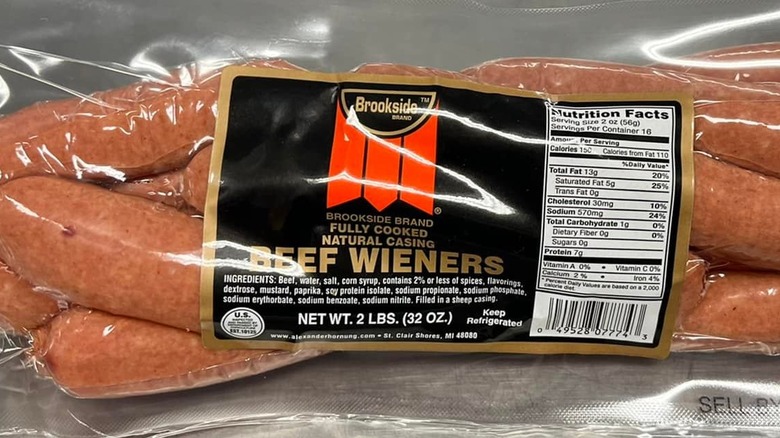 Brookside™
BRAND
®
BROOKSIDE BRAND
FULLY COOKED
NATURAL CASING
BEEF WIENERS
INGREDIENTS: Beef, water, salt, corn syrup, contains 2% or less of spices, flavorings,
dextrose, mustard, paprika, soy protein isolate, sodium propionate, sodium phosphate,
sodium erythorbate, sodium benzoate, sodium nitrite. Filled in a sheep casing.
U.S.
INSPECTED
AND PASSED BY
NET WT. 2 LBS. (32 OZ.)
Keep
Refrigerated
www.alexanderhornung.com • St. Clair Shores, MI 48080
Nutrition Facts
Serving Size 2 oz (56g)
Servings Per Container 16
Amount Per Serving
Calories 150 Calories from Fat 110
%Daily Value*
Total Fat 13g 20%
Saturated Fat 5g 25%
Trans Fat 0g
Cholesterol 30mg 10%
Sodium 570mg 24%
Total Carbohydrate 1g 0%
Dietary Fiber 0g 0%
Sugars 0g
Protein 7g
Vitamin A 0% • Vitamin C 0%
Calcium 2% • Iron 4%
Percent Daily Values are based on a 2,000
calorie diet
0 49528 07774 3
SELL BY